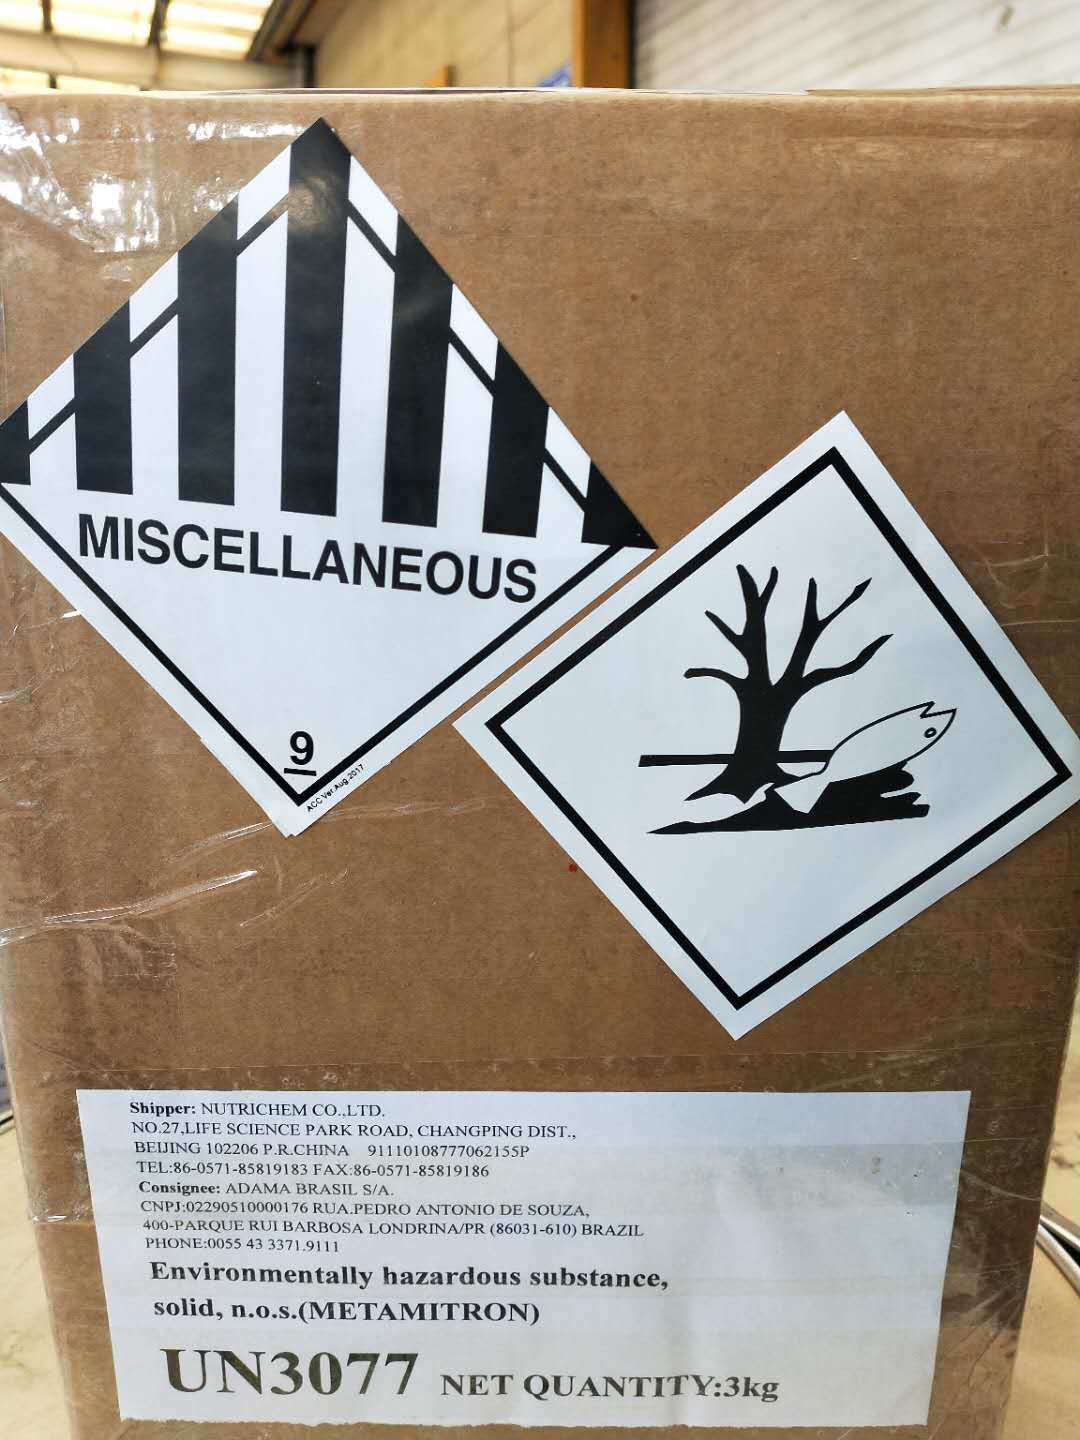 MISCELLANEOUS
9
ACC Ver.Aug.2017
Shipper: NUTRICHEM CO.,LTD.
NO.27,LIFE SCIENCE PARK ROAD, CHANGPING DIST.,
BEIJING 102206 P.R.CHINA 91110108777062155P
TEL:86-0571-85819183 FAX:86-0571-85819186
Consignee: ADAMA BRASIL S/A.
CNPJ:02290510000176 RUA.PEDRO ANTONIO DE SOUZA,
400-PARQUE RUI BARBOSA LONDRINA/PR (86031-610) BRAZIL
PHONE:0055 43 3371.9111
Environmentally hazardous substance,
solid, n.o.s.(METAMITRON)
UN3077 NET QUANTITY:3kg